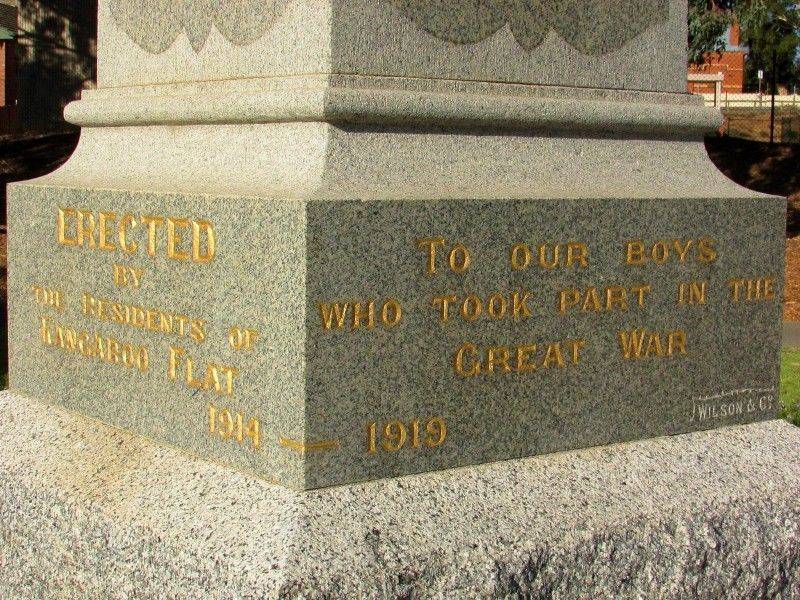 ERECTED
BY
THE RESIDENTS OF
KANGAROO FLAT
TO OUR BOYS
WHO TOOK PART IN THE
GREAT WAR
1914 — 1919
WILSON & Co